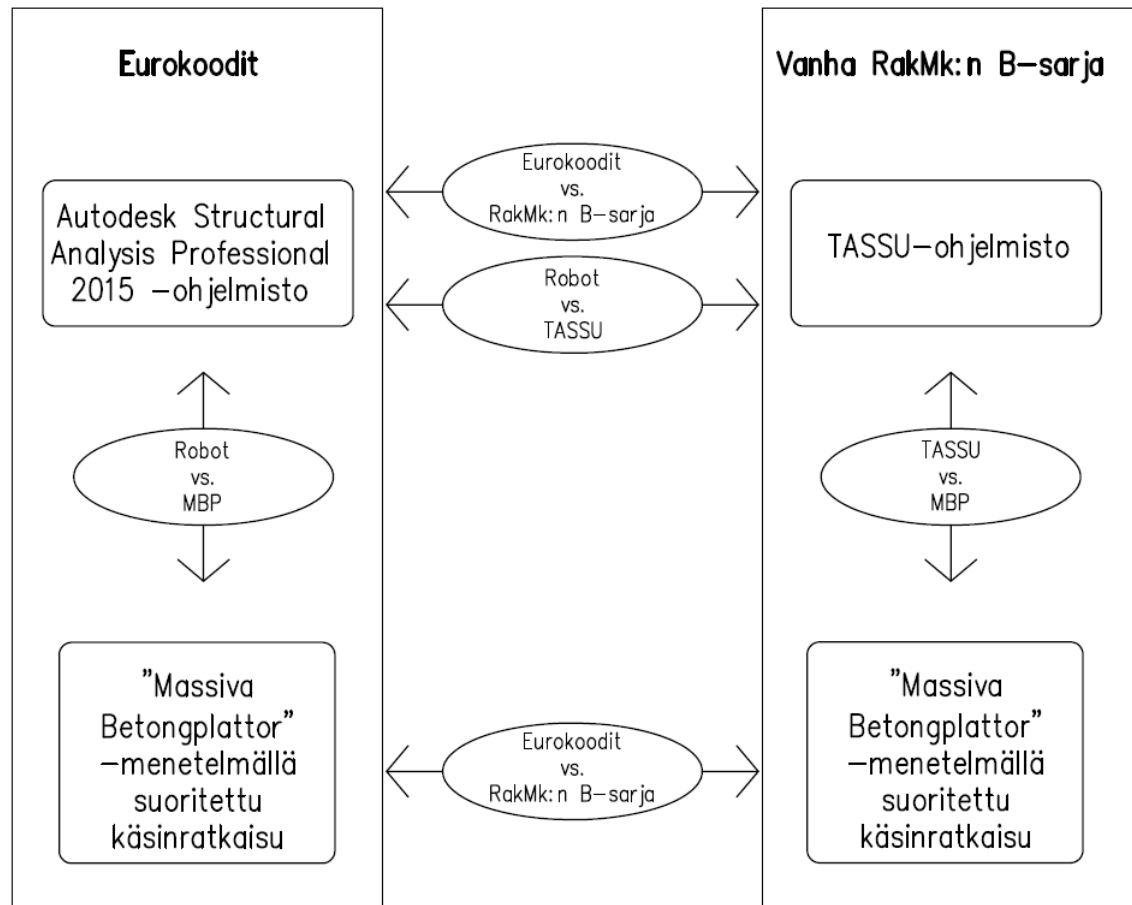 Eurokoodit
Vanha RakMk:n B-sarja
Autodesk Structural
Analysis Professional
2015 -ohjelmisto
Eurokoodit
vs.
RakMk:n B-sarja
TASSU-ohjelmisto
Robot
vs.
TASSU
Robot
vs.
MBP
TASSU
vs.
MBP
"Massiva
Betongplattor"
-menetelmällä
suoritettu
käsinratkaisu
Eurokoodit
vs.
RakMk:n B-sarja
"Massiva
Betongplattor"
-menetelmällä
suoritettu
käsinratkaisu